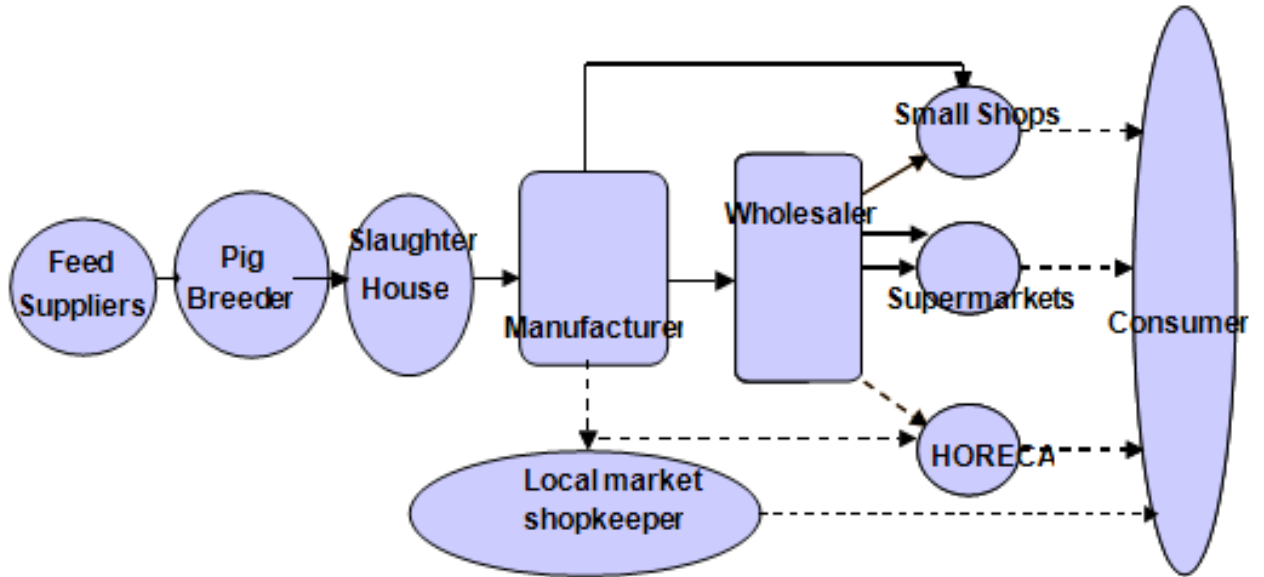 Small Shops
Wholesaler
Slaughter
House
Pig
Breeder
Feed
Suppliers
Supermarkets
Manufacturer
Consumer
HORECA
Local market
shopkeeper